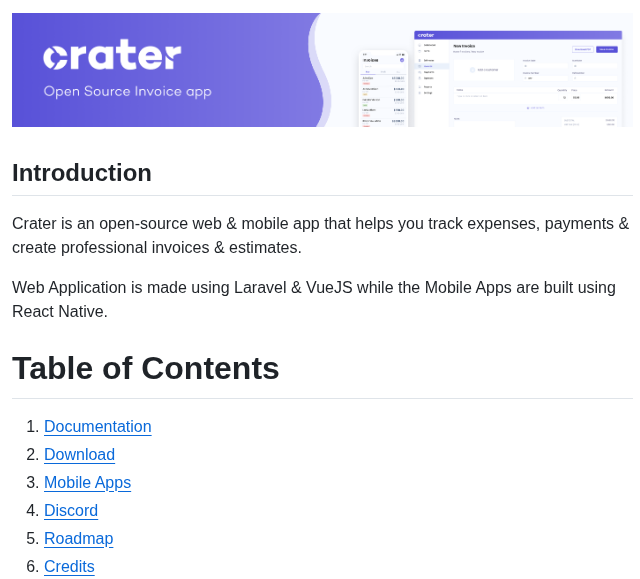 crater
Open Source Invoice app
crater
Introduction
Crater is an open-source web & mobile app that helps you track expenses, payments &
create professional invoices & estimates.
Web Application is made using Laravel & VueJS while the Mobile Apps are built using
React Native.
Table of Contents
1. Documentation
2. Download
3. Mobile Apps
4. Discord
5. Roadmap
6. Credits